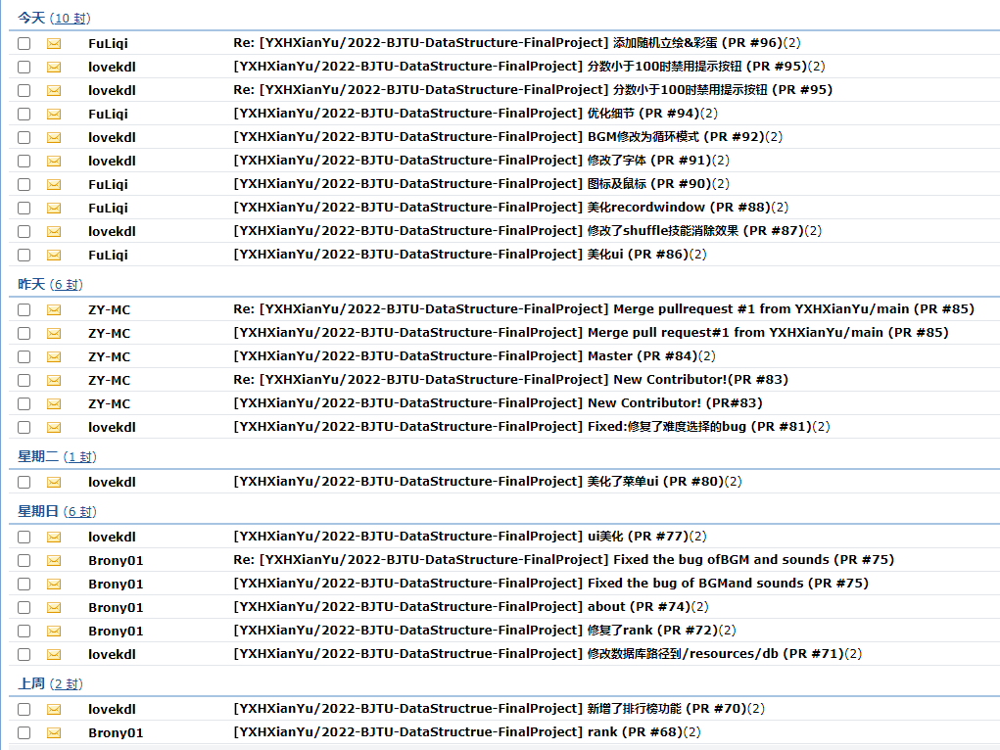 今天 (10 封)
FuLiqi Re: [YXHXianYu/2022-BJTU-DataStructure-FinalProject] 添加随机立绘&彩蛋 (PR #96)(2)
lovekdl [YXHXianYu/2022-BJTU-DataStructure-FinalProject] 分数小于100时禁用提示按钮 (PR #95)(2)
lovekdl Re: [YXHXianYu/2022-BJTU-DataStructure-FinalProject] 分数小于100时禁用提示按钮 (PR #95)
FuLiqi [YXHXianYu/2022-BJTU-DataStructure-FinalProject] 优化细节 (PR #94)(2)
lovekdl [YXHXianYu/2022-BJTU-DataStructure-FinalProject] BGM修改为循环模式 (PR #92)(2)
lovekdl [YXHXianYu/2022-BJTU-DataStructure-FinalProject] 修改了字体 (PR #91)(2)
FuLiqi [YXHXianYu/2022-BJTU-DataStructure-FinalProject] 图标及鼠标 (PR #90)(2)
FuLiqi [YXHXianYu/2022-BJTU-DataStructure-FinalProject] 美化recordwindow (PR #88)(2)
lovekdl [YXHXianYu/2022-BJTU-DataStructure-FinalProject] 修改了shuffle技能消除效果 (PR #87)(2)
FuLiqi [YXHXianYu/2022-BJTU-DataStructure-FinalProject] 美化ui (PR #86)(2)
昨天 (6 封)
ZY-MC Re: [YXHXianYu/2022-BJTU-DataStructure-FinalProject] Merge pullrequest #1 from YXHXianYu/main (PR #85)
ZY-MC [YXHXianYu/2022-BJTU-DataStructure-FinalProject] Merge pull request#1 from YXHXianYu/main (PR #85)
ZY-MC [YXHXianYu/2022-BJTU-DataStructure-FinalProject] Master (PR #84)(2)
ZY-MC Re: [YXHXianYu/2022-BJTU-DataStructure-FinalProject] New Contributor!(PR #83)
ZY-MC [YXHXianYu/2022-BJTU-DataStructure-FinalProject] New Contributor! (PR#83)
lovekdl [YXHXianYu/2022-BJTU-DataStructure-FinalProject] Fixed:修复了难度选择的bug (PR #81)(2)
星期二 (1 封)
lovekdl [YXHXianYu/2022-BJTU-DataStructure-FinalProject] 美化了菜单ui (PR #80)(2)
星期日 (6 封)
lovekdl [YXHXianYu/2022-BJTU-DataStructrue-FinalProject] ui美化 (PR #77)(2)
Brony01 Re: [YXHXianYu/2022-BJTU-DataStructrue-FinalProject] Fixed the bug ofBGM and sounds (PR #75)
Brony01 [YXHXianYu/2022-BJTU-DataStructrue-FinalProject] Fixed the bug of BGMand sounds (PR #75)
Brony01 [YXHXianYu/2022-BJTU-DataStructrue-FinalProject] about (PR #74)(2)
Brony01 [YXHXianYu/2022-BJTU-DataStructrue-FinalProject] 修复了rank (PR #72)(2)
lovekdl [YXHXianYu/2022-BJTU-DataStructrue-FinalProject] 修改数据库路径到/resources/db (PR #71)(2)
上周 (2 封)
lovekdl [YXHXianYu/2022-BJTU-DataStructrue-FinalProject] 新增了排行榜功能 (PR #70)(2)
Brony01 [YXHXianYu/2022-BJTU-DataStructrue-FinalProject] rank (PR #68)(2)